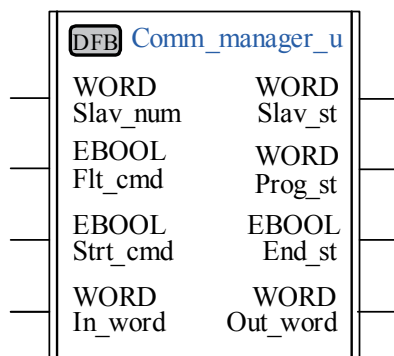 DFB Comm_manager_u
WORD WORD
Slav_num Slav_st
EBOOL WORD
Flt_cmd Prog_st
EBOOL EBOOL
Strt_cmd End_st
WORD WORD
In_word Out_word